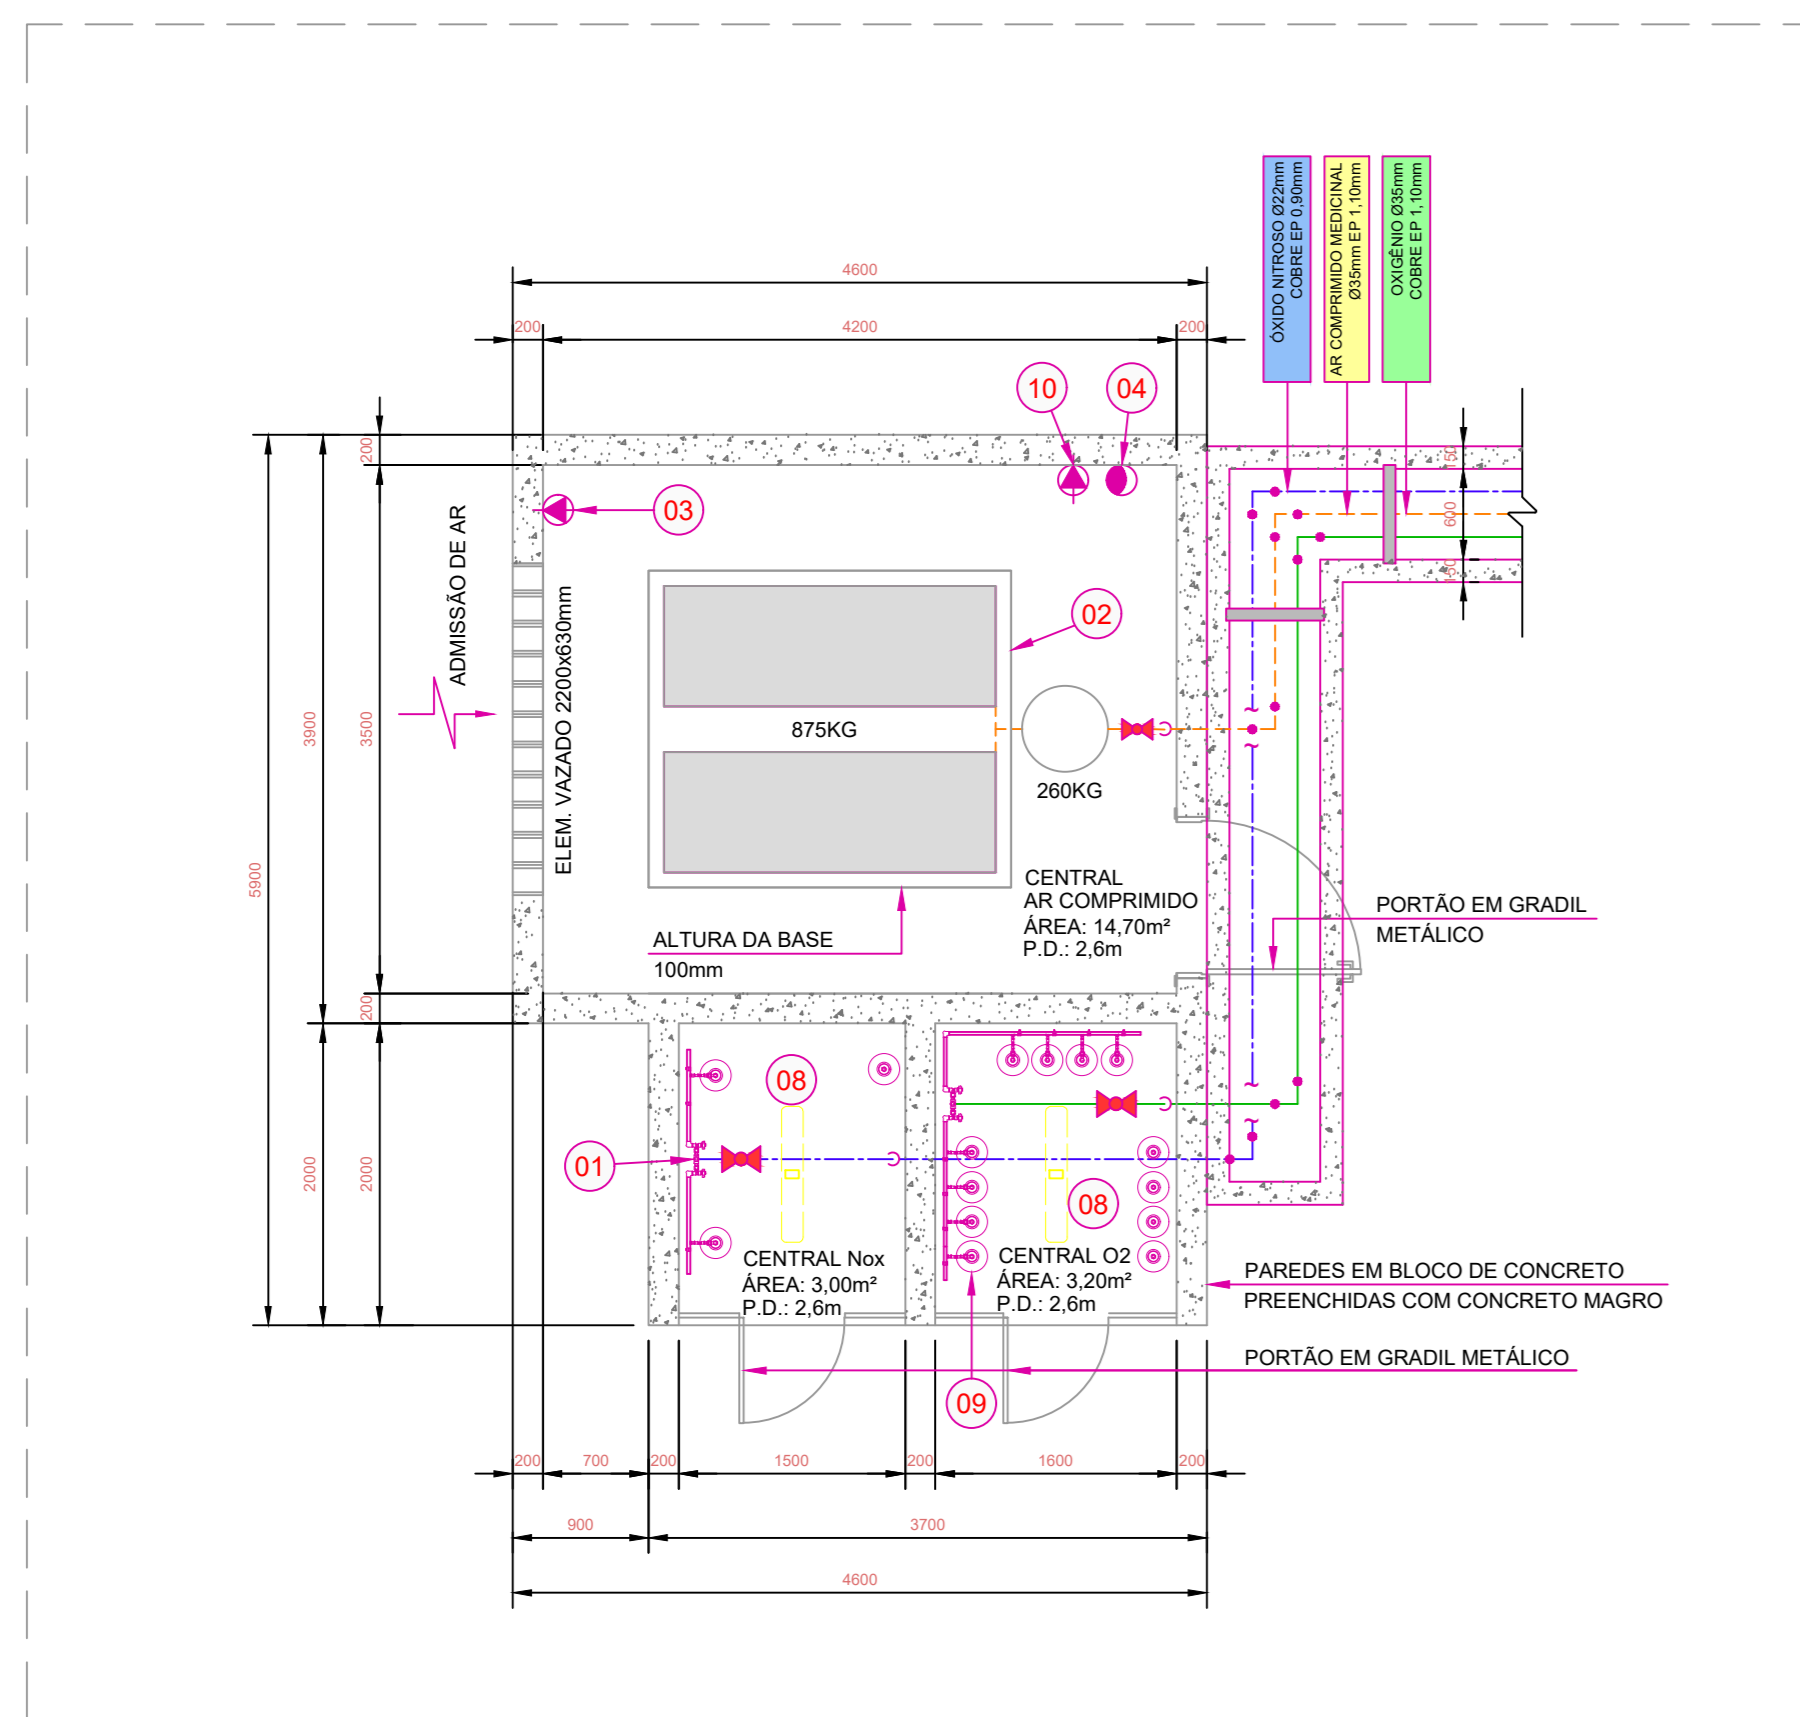 ÓXIDO NITROSO Ø22mm
COBRE EP 0,90mm
AR COMPRIMIDO MEDICINAL
Ø35mm EP 1,10mm
OXIGÊNIO Ø35mm
COBRE EP 1,10mm
4600
200
4200
200
10
04
03
200
150
600
150
ADMISSÃO DE AR
ELEM. VAZADO 2200x630mm
02
875KG
260KG
3900
3500
5900
CENTRAL
AR COMPRIMIDO
ÁREA: 14,70m²
P.D.: 2,6m
PORTÃO EM GRADIL
METÁLICO
ALTURA DA BASE
100mm
200
08
01
2000
2000
08
CENTRAL Nox
ÁREA: 3,00m²
P.D.: 2,6m
CENTRAL O2
ÁREA: 3,20m²
P.D.: 2,6m
PAREDES EM BLOCO DE CONCRETO
PREENCHIDAS COM CONCRETO MAGRO
PORTÃO EM GRADIL METÁLICO
09
200
700
200
1500
200
1600
200
900
3700
4600